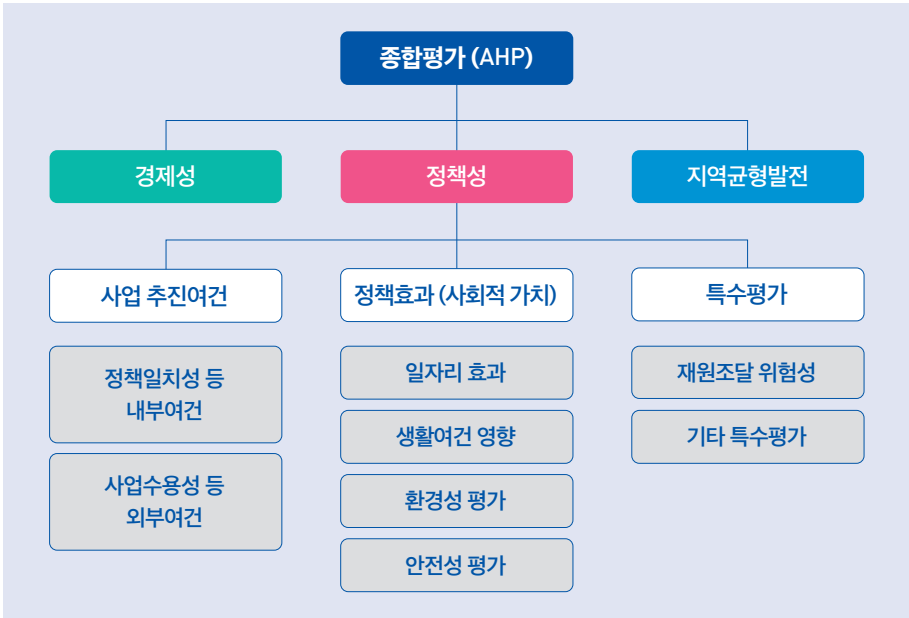 종합평가 (AHP)
경제성
정책성
지역균형발전
사업 추진여건
정책효과 (사회적 가치)
특수평가
정책일치성 등
내부여건
사업수용성 등
외부여건
일자리 효과
생활여건 영향
환경성 평가
안전성 평가
재원조달 위험성
기타 특수평가